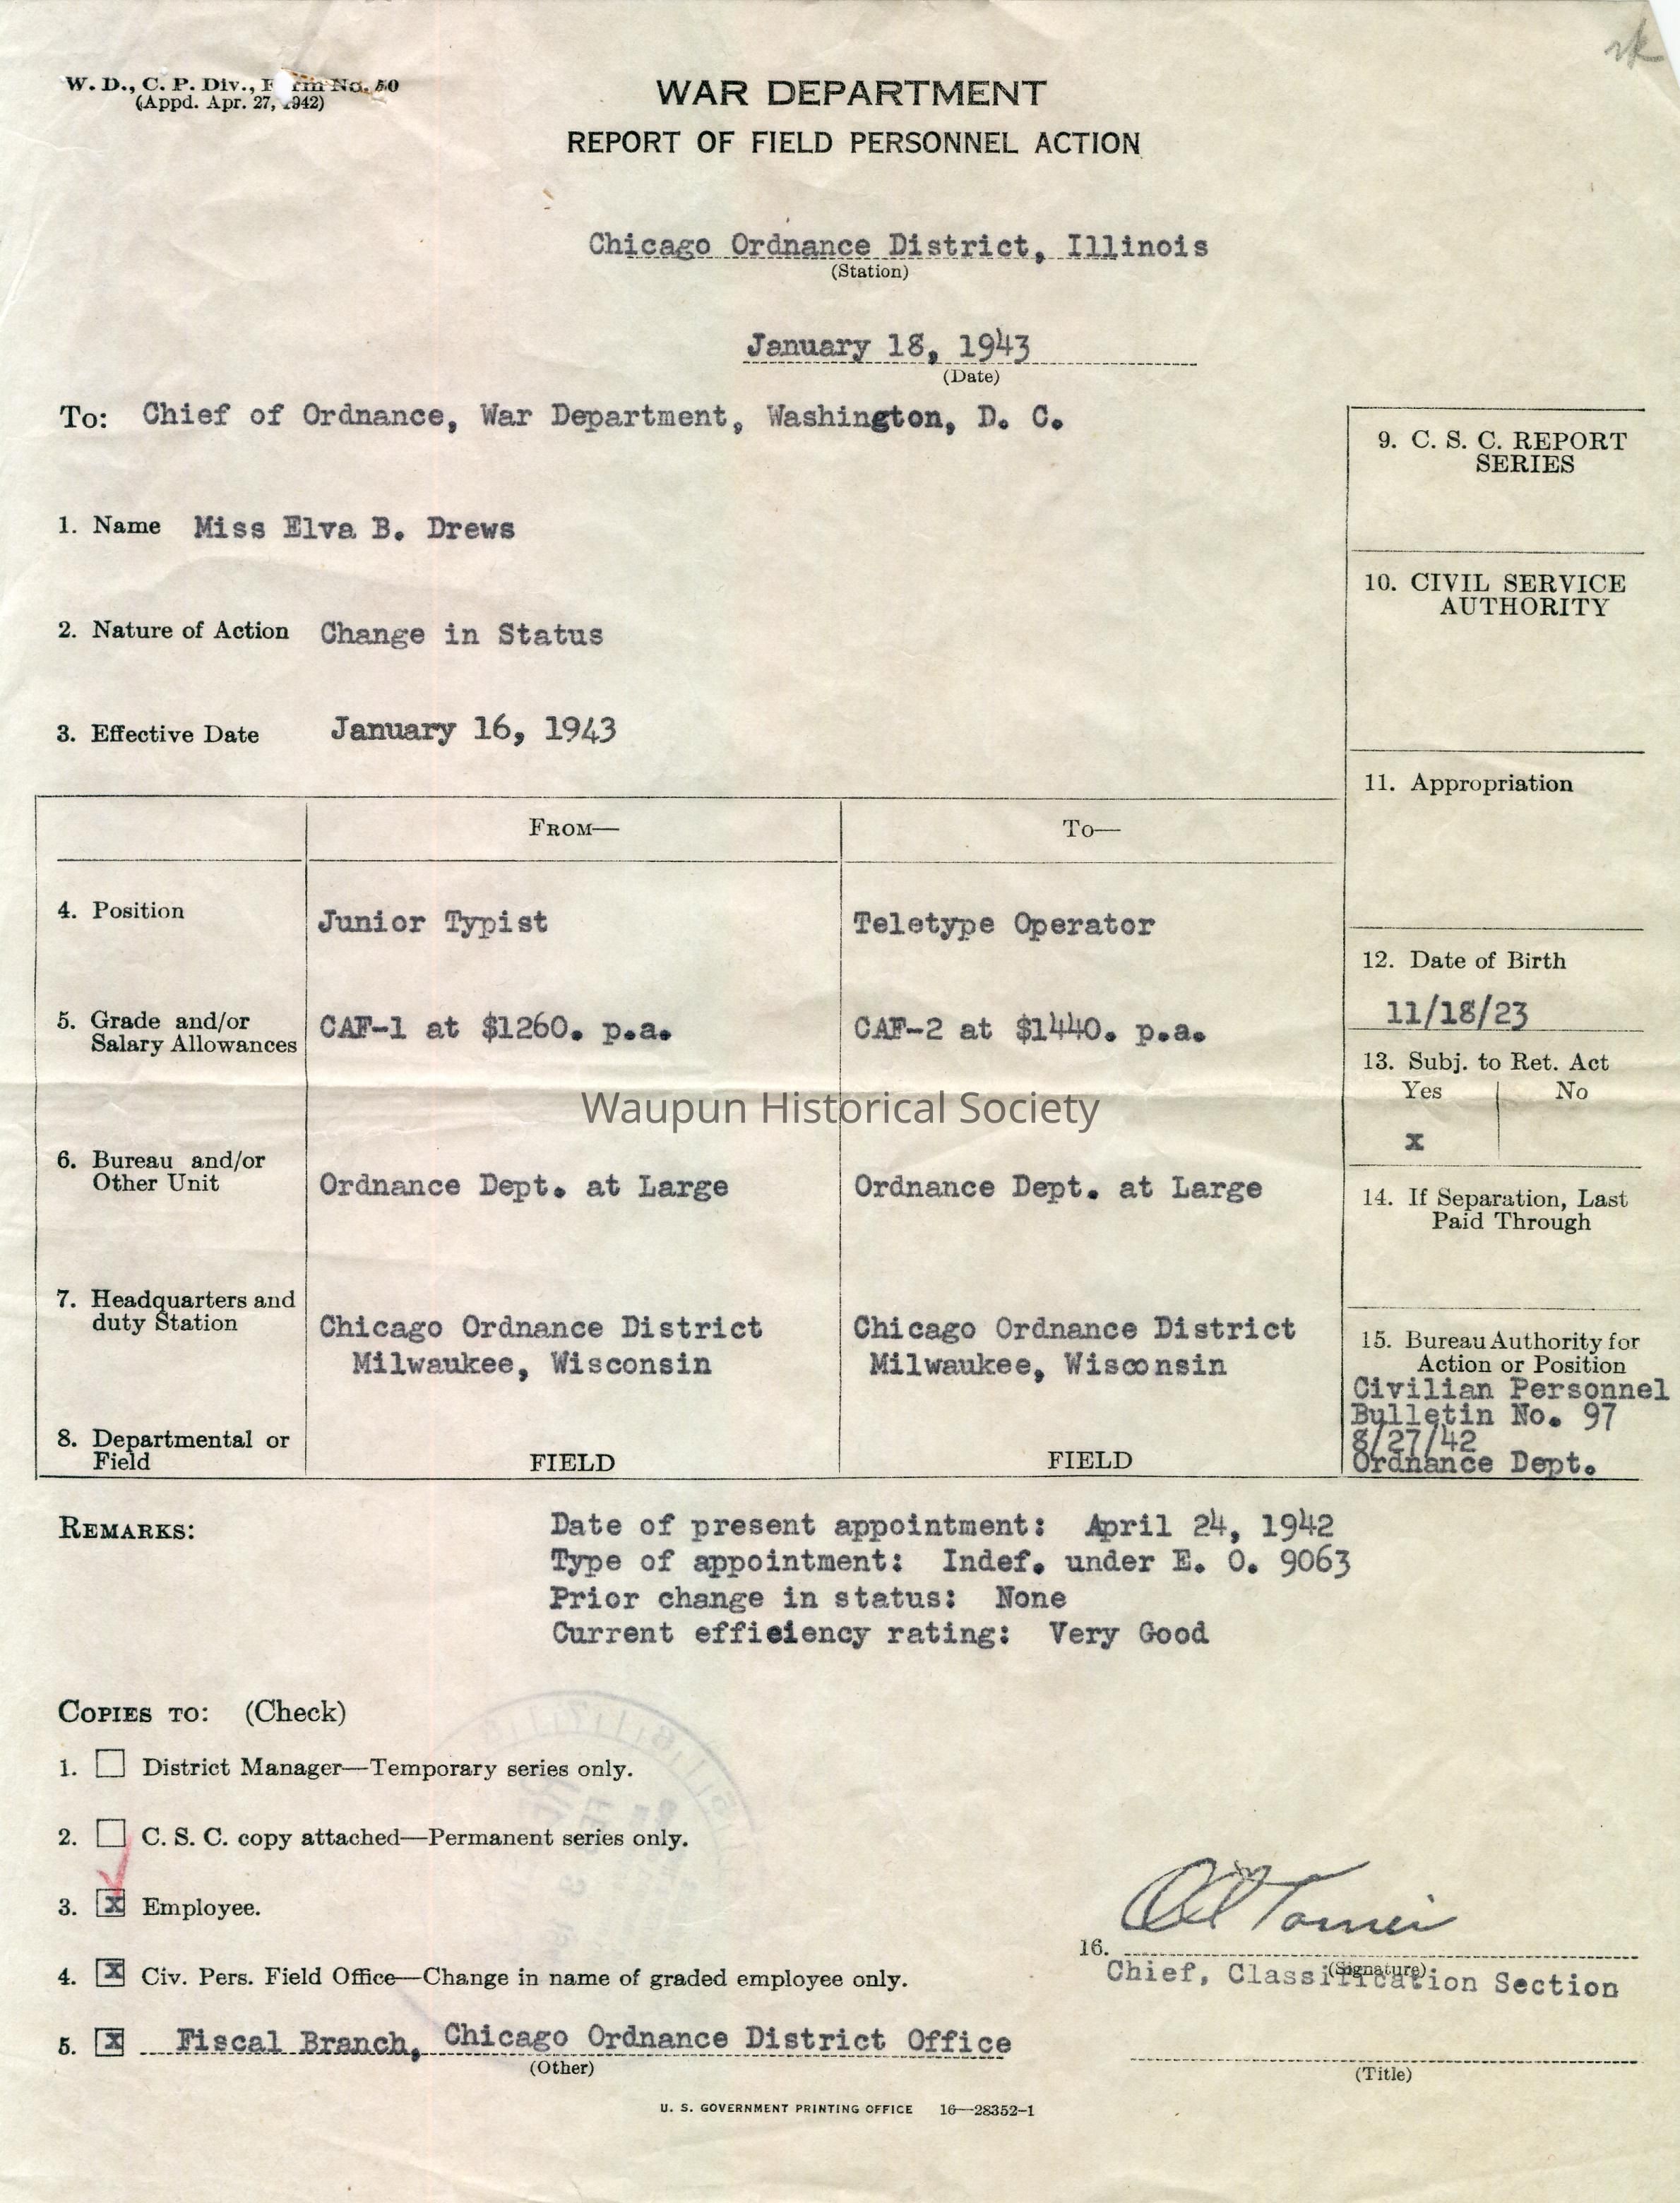 rk
W. D., C. P. Div., Form No. 50
(Appd. Apr. 27, 1942)
WAR DEPARTMENT
REPORT OF FIELD PERSONNEL ACTION
Chicago Ordnance District, Illinois
(Station)
January 18, 1943
(Date)
To: Chief of Ordnance, War Department, Washington, D. C.
1. Name Miss Elva B. Drews
2. Nature of Action Change in Status
3. Effective Date January 16, 1943
FROM— To—
4. Position Junior Typist Teletype Operator
5. Grade and/or
Salary Allowances CAF-1 at $1260. p.a. CAF-2 at $1440. p.a.
Waupun Historical Society
6. Bureau and/or
Other Unit Ordnance Dept. at Large Ordnance Dept. at Large
7. Headquarters and
duty Station Chicago Ordnance District Chicago Ordnance District
Milwaukee, Wisconsin Milwaukee, Wisconsin
8. Departmental or
Field FIELD FIELD
9. C. S. C. REPORT
SERIES
10. CIVIL SERVICE
AUTHORITY
11. Appropriation
12. Date of Birth
11/18/23
13. Subj. to Ret. Act
Yes No
x
14. If Separation, Last
Paid Through
15. Bureau Authority for
Action or Position
Civilian Personnel
Bulletin No. 97
8/27/42
Ordnance Dept.
REMARKS: Date of present appointment: April 24, 1942
Type of appointment: Indef. under E. O. 9063
Prior change in status: None
Current efficiency rating: Very Good
COPIES TO: (Check)
1. District Manager—Temporary series only.
2. C. S. C. copy attached—Permanent series only.
3. x Employee.
4. x Civ. Pers. Field Office—Change in name of graded employee only.
5. x Fiscal Branch, Chicago Ordnance District Office
(Other)
16.
(Signature)
Chief, Classification Section
(Title)
U. S. GOVERNMENT PRINTING OFFICE 16—28352-1